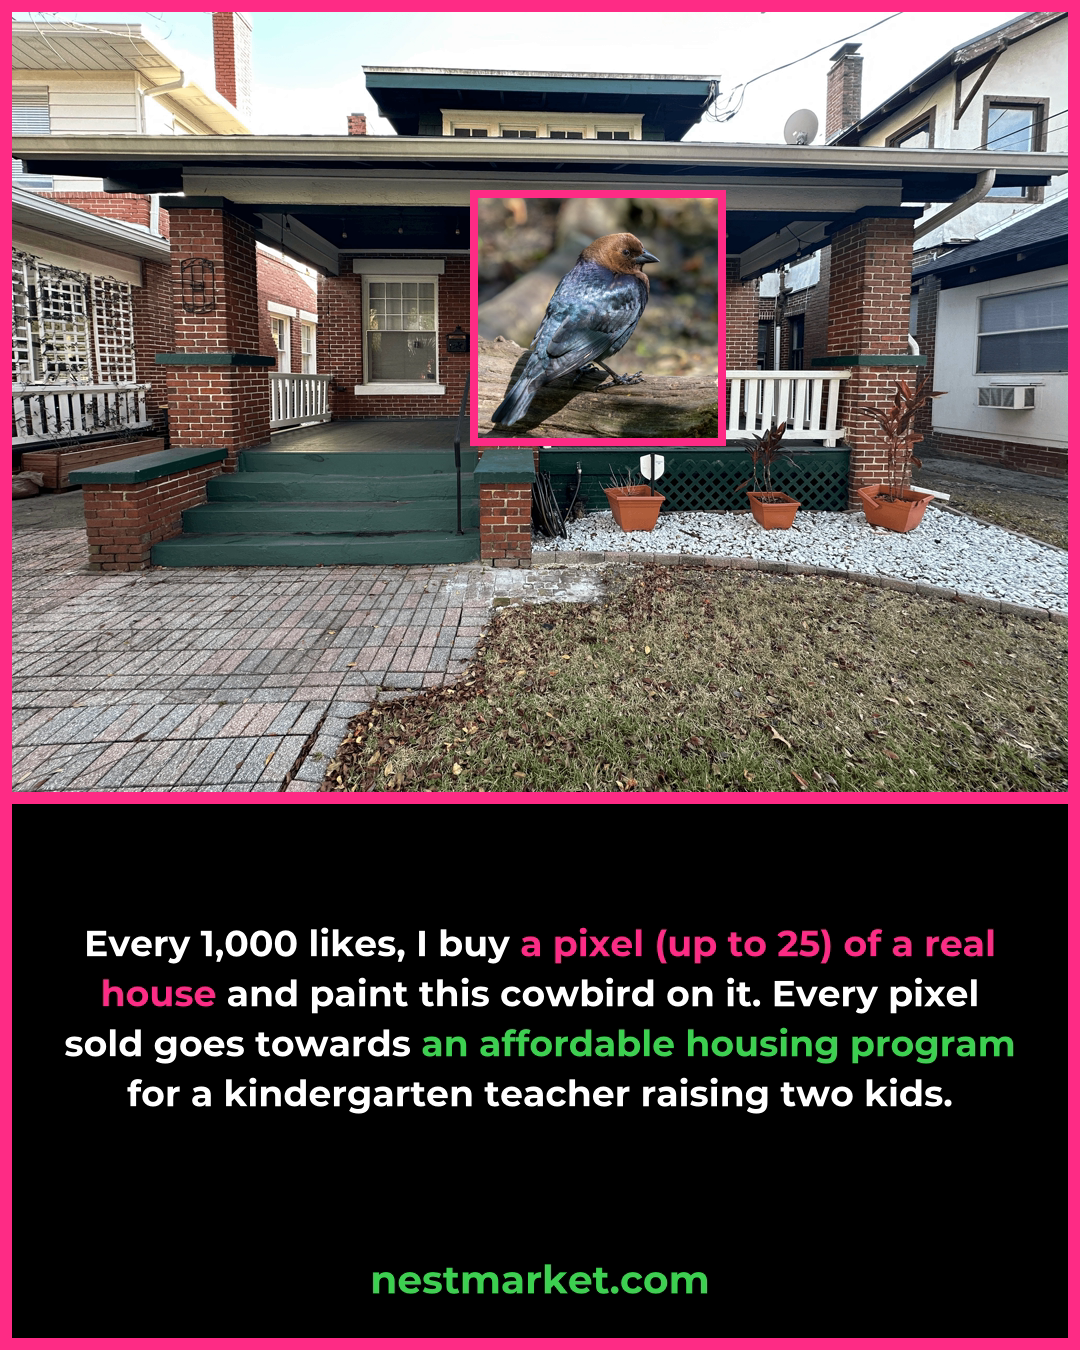 Every 1,000 likes, I buy a pixel (up to 25) of a real
house and paint this cowbird on it. Every pixel
sold goes towards an affordable housing program
for a kindergarten teacher raising two kids.
nestmarket.com